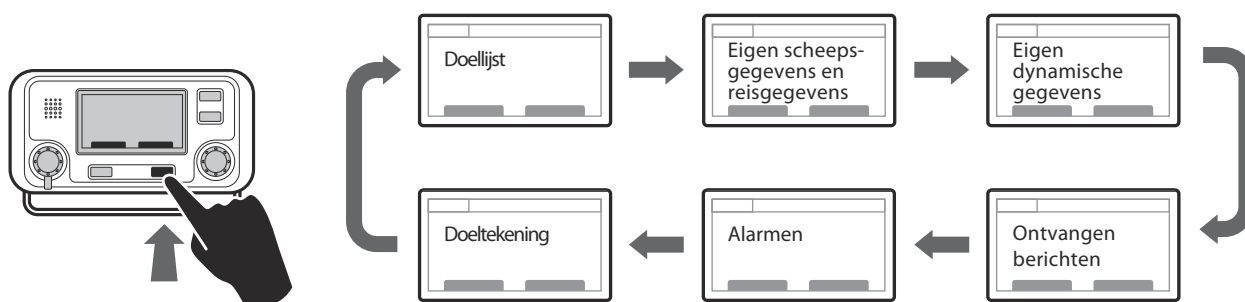 Doellijst
Eigen scheeps-
gegevens en
reisgegevens
Eigen
dynamische
gegevens
Doeltekening
Alarmen
Ontvangen
berichten